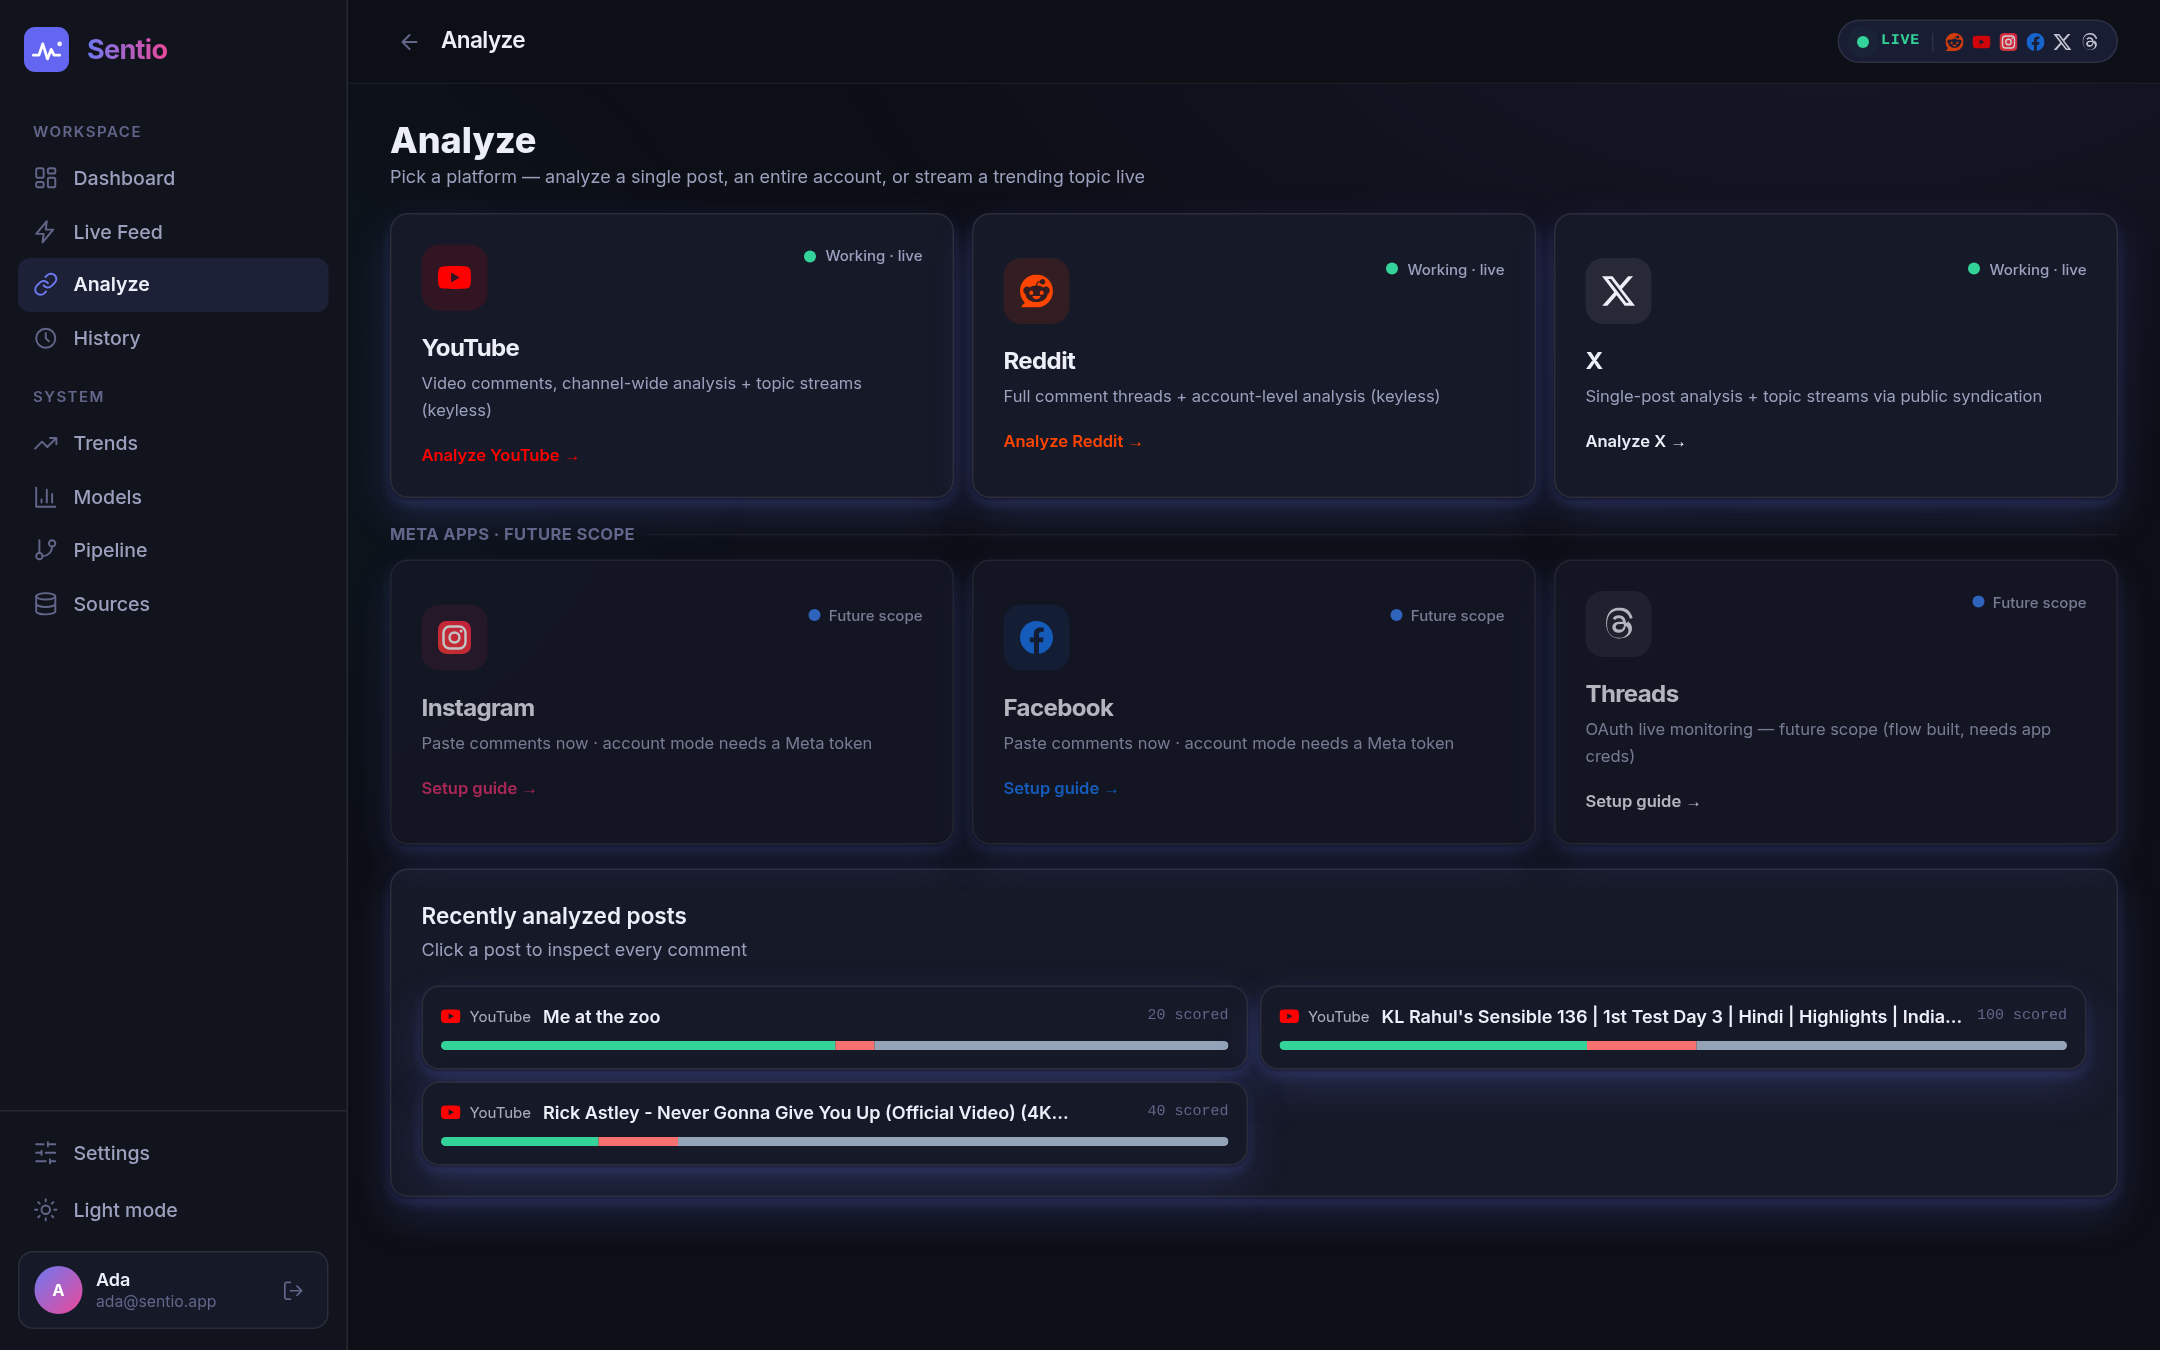 Sentio
WORKSPACE
Dashboard
Live Feed
Analyze
History
SYSTEM
Trends
Models
Pipeline
Sources
Settings
Light mode
A
Ada
ada@sentio.app
Analyze
LIVE
Analyze
Pick a platform — analyze a single post, an entire account, or stream a trending topic live
Working · live
YouTube
Video comments, channel-wide analysis + topic streams
(keyless)
Analyze YouTube →
Working · live
Reddit
Full comment threads + account-level analysis (keyless)
Analyze Reddit →
Working · live
X
Single-post analysis + topic streams via public syndication
Analyze X →
META APPS · FUTURE SCOPE
Future scope
Instagram
Paste comments now · account mode needs a Meta token
Setup guide →
Future scope
Facebook
Paste comments now · account mode needs a Meta token
Setup guide →
Future scope
Threads
OAuth live monitoring — future scope (flow built, needs app
creds)
Setup guide →
Recently analyzed posts
Click a post to inspect every comment
YouTube Me at the zoo 20 scored
YouTube KL Rahul's Sensible 136 | 1st Test Day 3 | Hindi | Highlights | India... 100 scored
YouTube Rick Astley - Never Gonna Give You Up (Official Video) (4K... 40 scored